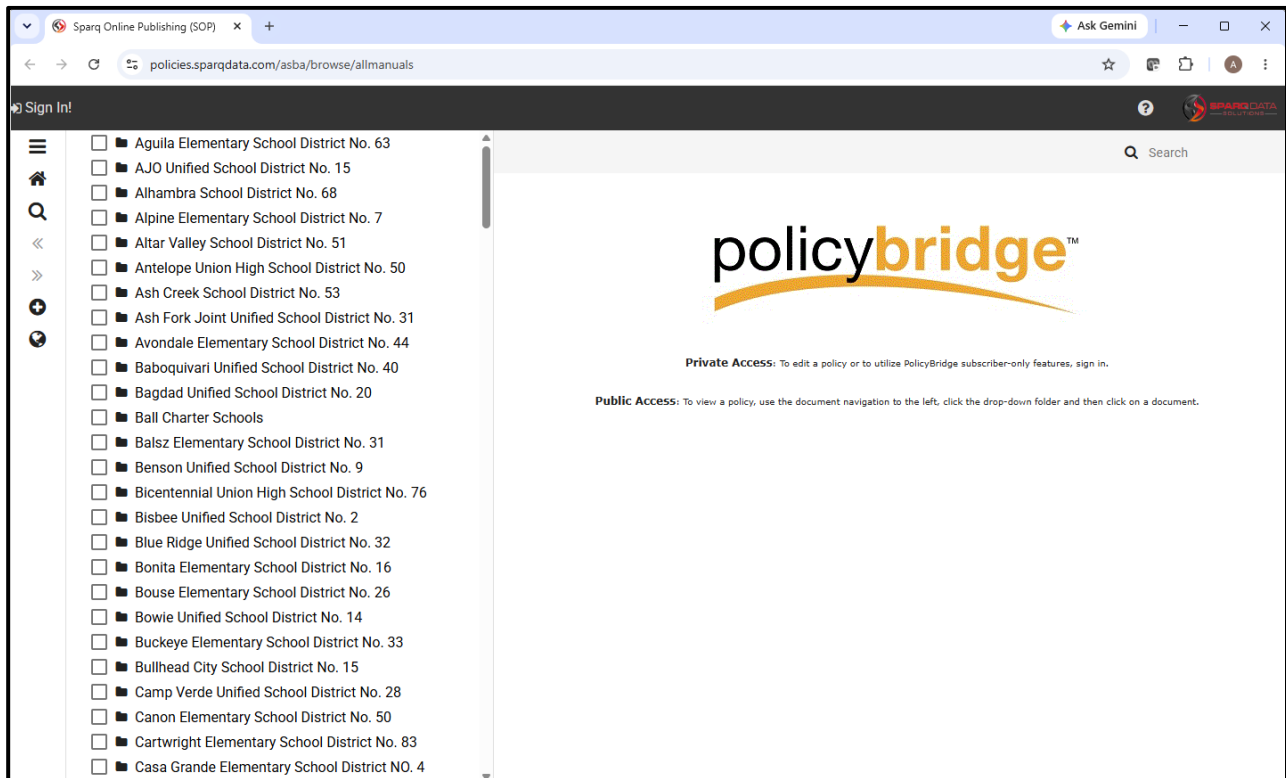 Sparq Online Publishing (SOP)
Ask Gemini
policies.sparqdata.com/asba/browse/allmanuals
A
Sign In!
SPARQDATA
SOLUTIONS
Aguila Elementary School District No. 63
AJO Unified School District No. 15
Alhambra School District No. 68
Alpine Elementary School District No. 7
Altar Valley School District No. 51
Antelope Union High School District No. 50
Ash Creek School District No. 53
Ash Fork Joint Unified School District No. 31
Avondale Elementary School District No. 44
Baboquivari Unified School District No. 40
Bagdad Unified School District No. 20
Ball Charter Schools
Balsz Elementary School District No. 31
Benson Unified School District No. 9
Bicentennial Union High School District No. 76
Bisbee Unified School District No. 2
Blue Ridge Unified School District No. 32
Bonita Elementary School District No. 16
Bouse Elementary School District No. 26
Bowie Unified School District No. 14
Buckeye Elementary School District No. 33
Bullhead City School District No. 15
Camp Verde Unified School District No. 28
Canon Elementary School District No. 50
Cartwright Elementary School District No. 83
Casa Grande Elementary School District NO. 4
Search
policybridge™
Private Access: To edit a policy or to utilize PolicyBridge subscriber-only features, sign in.
Public Access: To view a policy, use the document navigation to the left, click the drop-down folder and then click on a document.